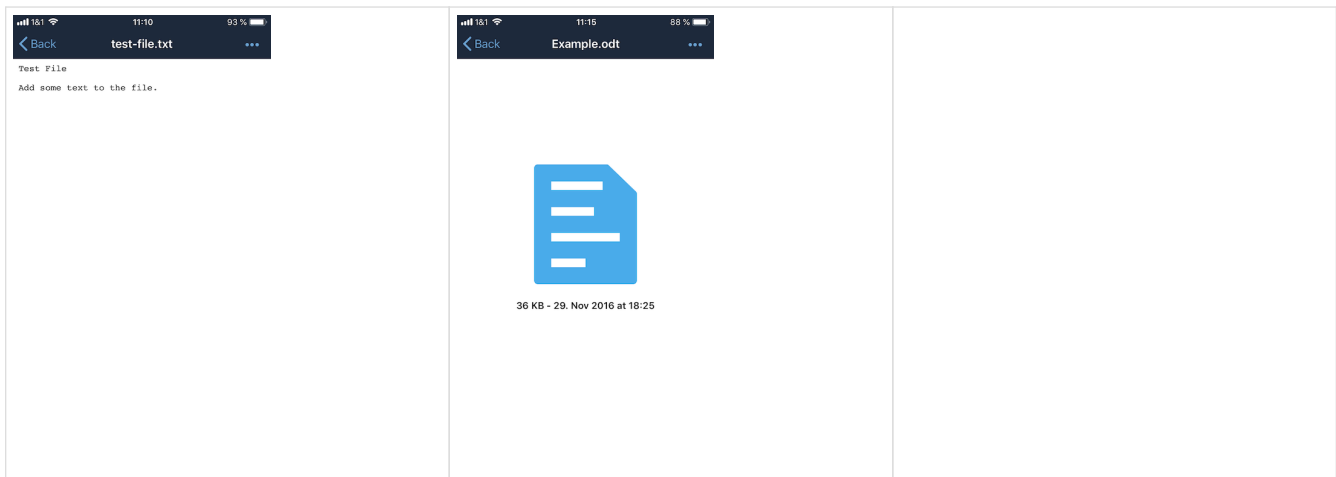 1&1 11:10 93 %
Back test-file.txt •••
Test File
Add some text to the file.
1&1 11:15 88 %
Back Example.odt •••
36 KB - 29. Nov 2016 at 18:25